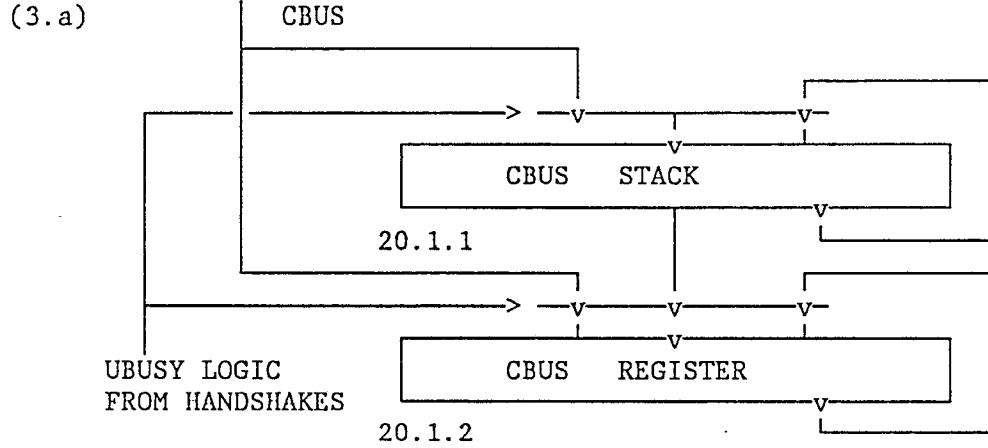 (3.a)
CBUS
CBUS STACK
20.1.1
CBUS REGISTER
UBUSY LOGIC
FROM HANDSHAKES
20.1.2